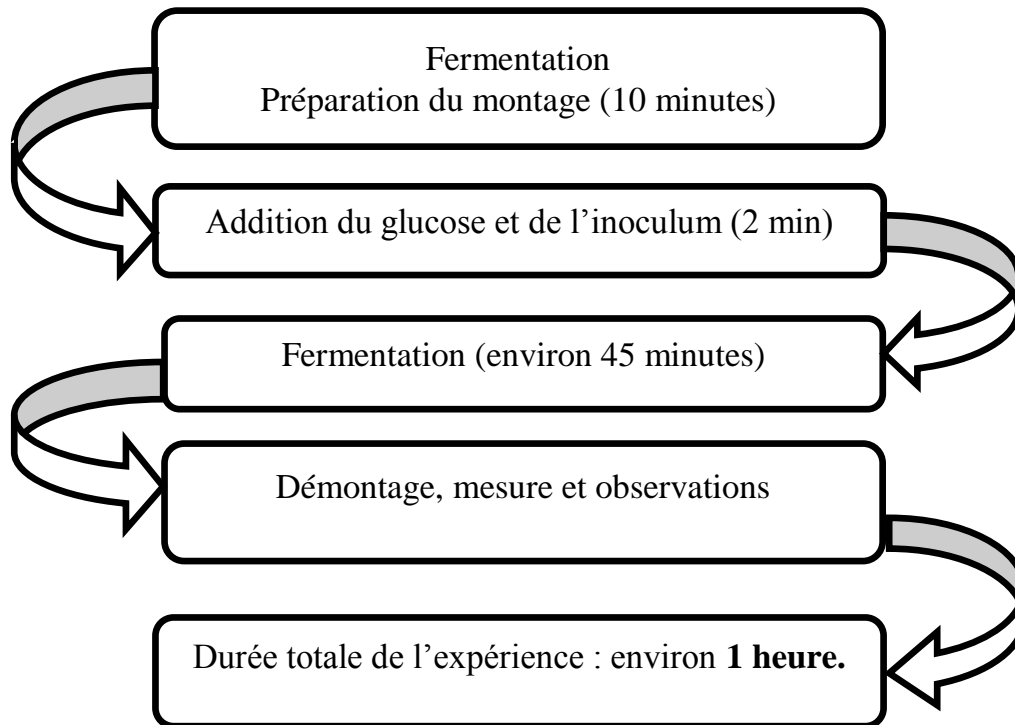 Fermentation
Préparation du montage (10 minutes)
Addition du glucose et de l’inoculum (2 min)
Fermentation (environ 45 minutes)
Démontage, mesure et observations
Durée totale de l’expérience : environ 1 heure.